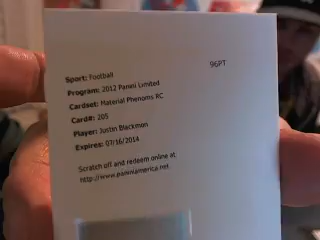 96PT
Sport: Football
Program: 2012 Panini Limited
Cardset: Material Phenoms RC
Card#: 205
Player: Justin Blackmon
Expires: 07/16/2014
Scratch off and redeem online at
http://www.paniniamerica.net